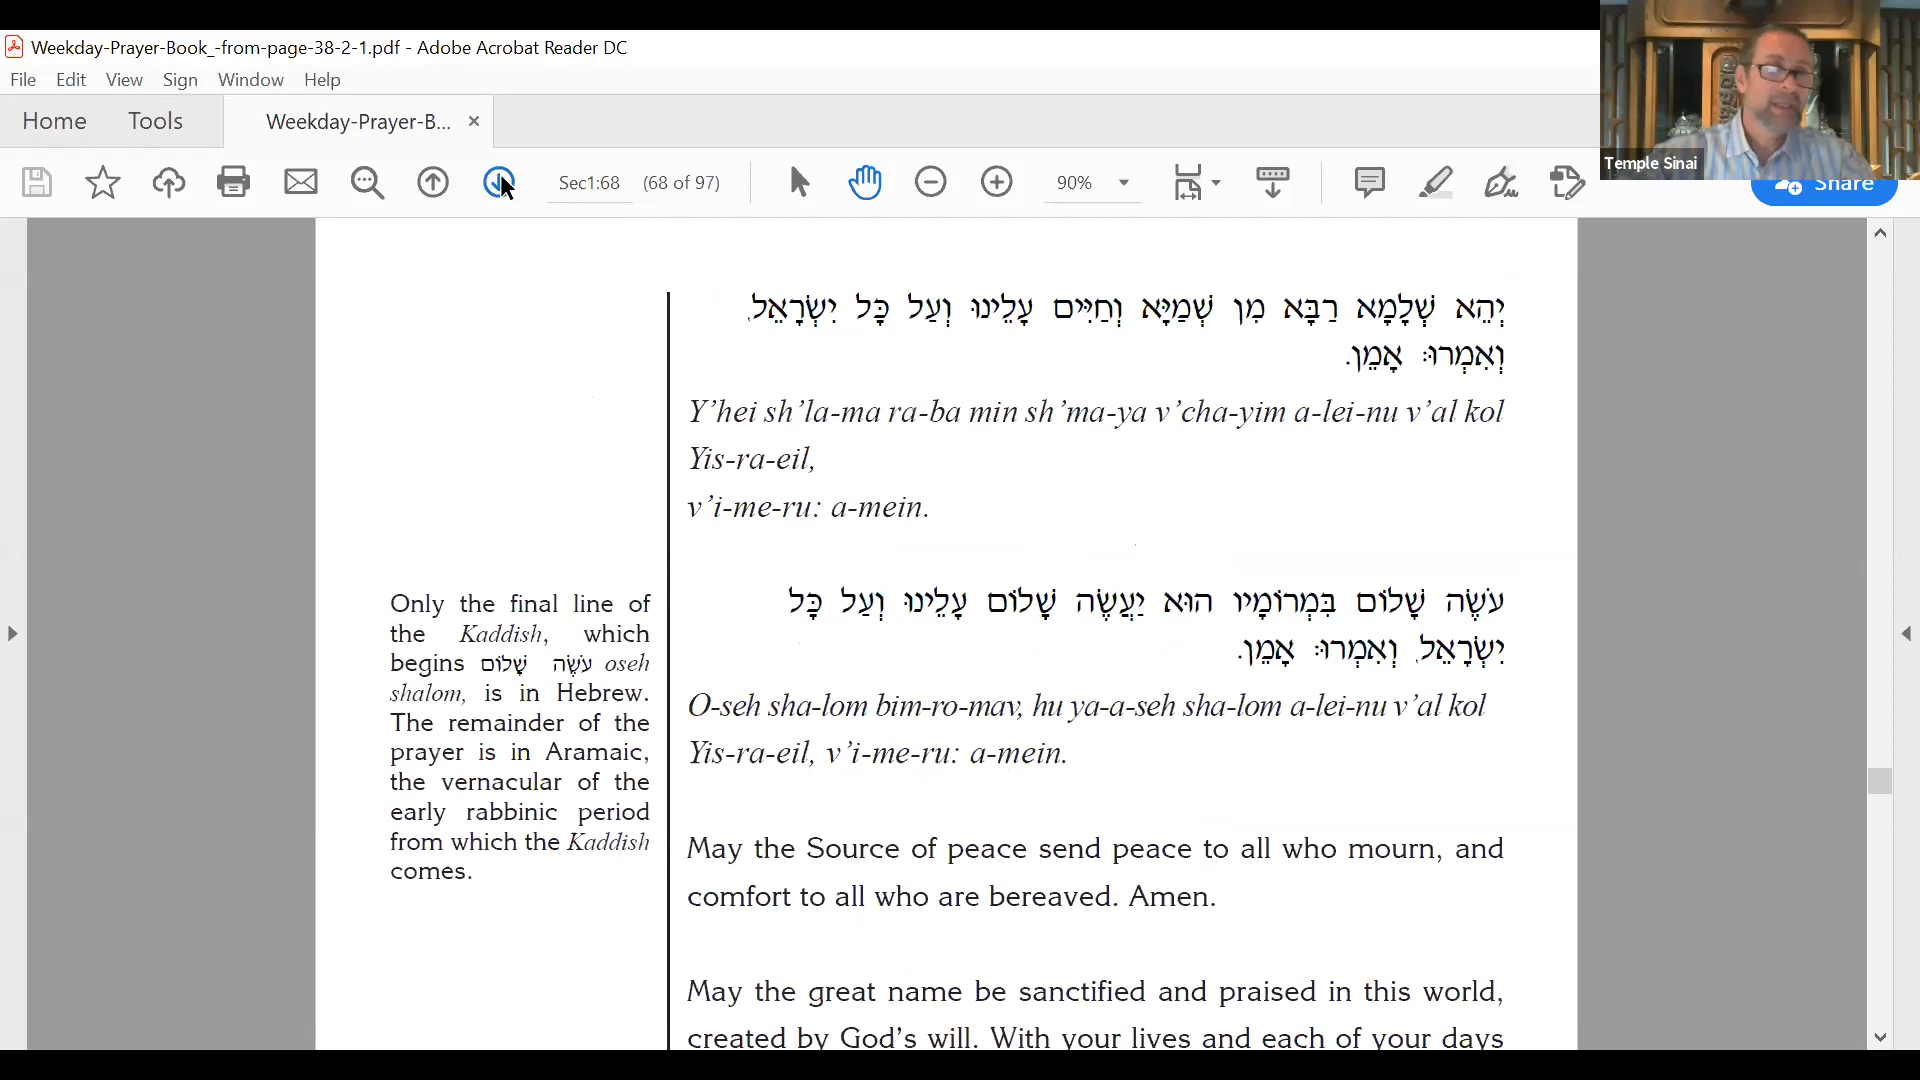 Weekday-Prayer-Book_-from-page-38-2-1.pdf - Adobe Acrobat Reader DC
File Edit View Sign Window Help
Home Tools Weekday-Prayer-B... ×
Sec1:68 (68 of 97) 90%
Share
Temple Sinai
יְהֵא שְׁלָמָא רַבָּא מִן שְׁמַיָּא וְחַיִּים עָלֵינוּ וְעַל כָּל יִשְׂרָאֵל,
וְאִמְרוּ: אָמֵן.
Y’hei sh’la-ma ra-ba min sh’ma-ya v’cha-yim a-lei-nu v’al kol
Yis-ra-eil,
v’i-me-ru: a-mein.
עֹשֶׂה שָׁלוֹם בִּמְרוֹמָיו הוּא יַעֲשֶׂה שָׁלוֹם עָלֵינוּ וְעַל כָּל
יִשְׂרָאֵל, וְאִמְרוּ: אָמֵן.
O-seh sha-lom bim-ro-mav, hu ya-a-seh sha-lom a-lei-nu v’al kol
Yis-ra-eil, v’i-me-ru: a-mein.
Only the final line of
the Kaddish, which
begins עֹשֶׂה שָׁלוֹם oseh
shalom, is in Hebrew.
The remainder of the
prayer is in Aramaic,
the vernacular of the
early rabbinic period
from which the Kaddish
comes.
May the Source of peace send peace to all who mourn, and
comfort to all who are bereaved. Amen.
May the great name be sanctified and praised in this world,
created by God’s will. With your lives and each of your days